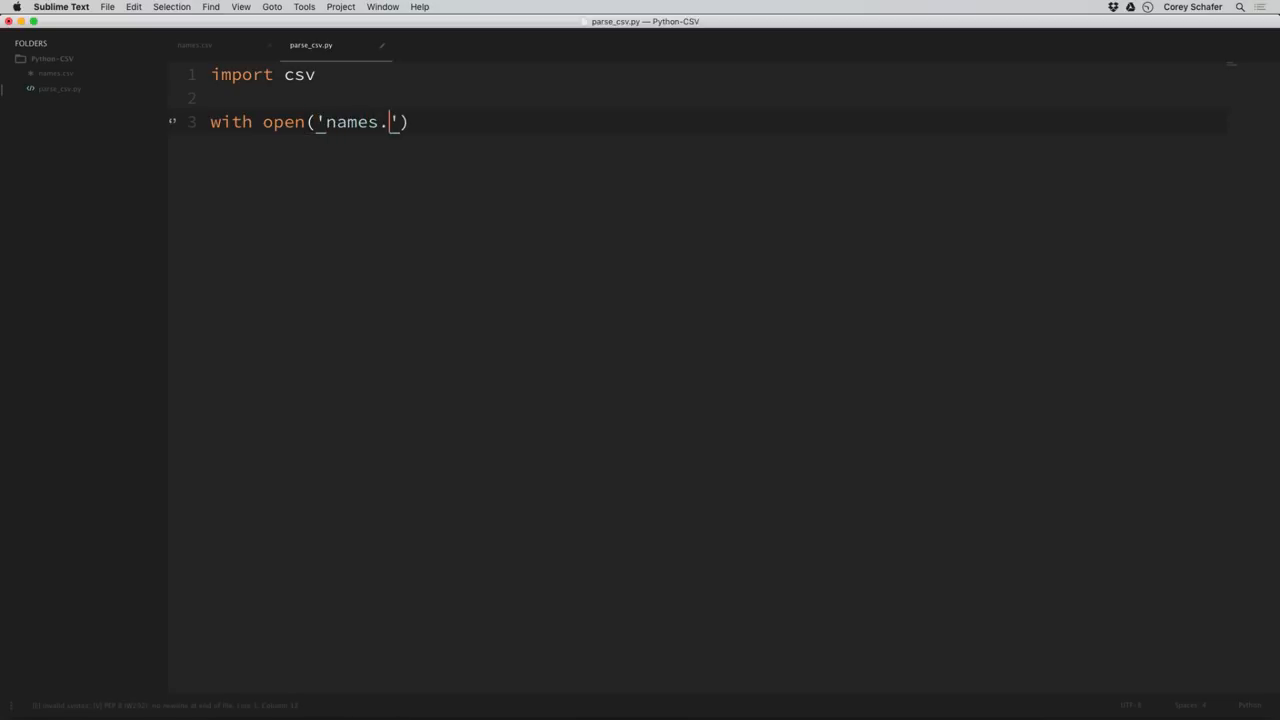 Sublime Text File Edit Selection Find View Goto Tools Project Window Help Corey Schafer
parse_csv.py — Python-CSV
FOLDERS
Python-CSV
names.csv
parse_csv.py
names.csv
parse_csv.py
1 import csv
2
3 with open('names.')
UTF-8 Spaces: 4 Python